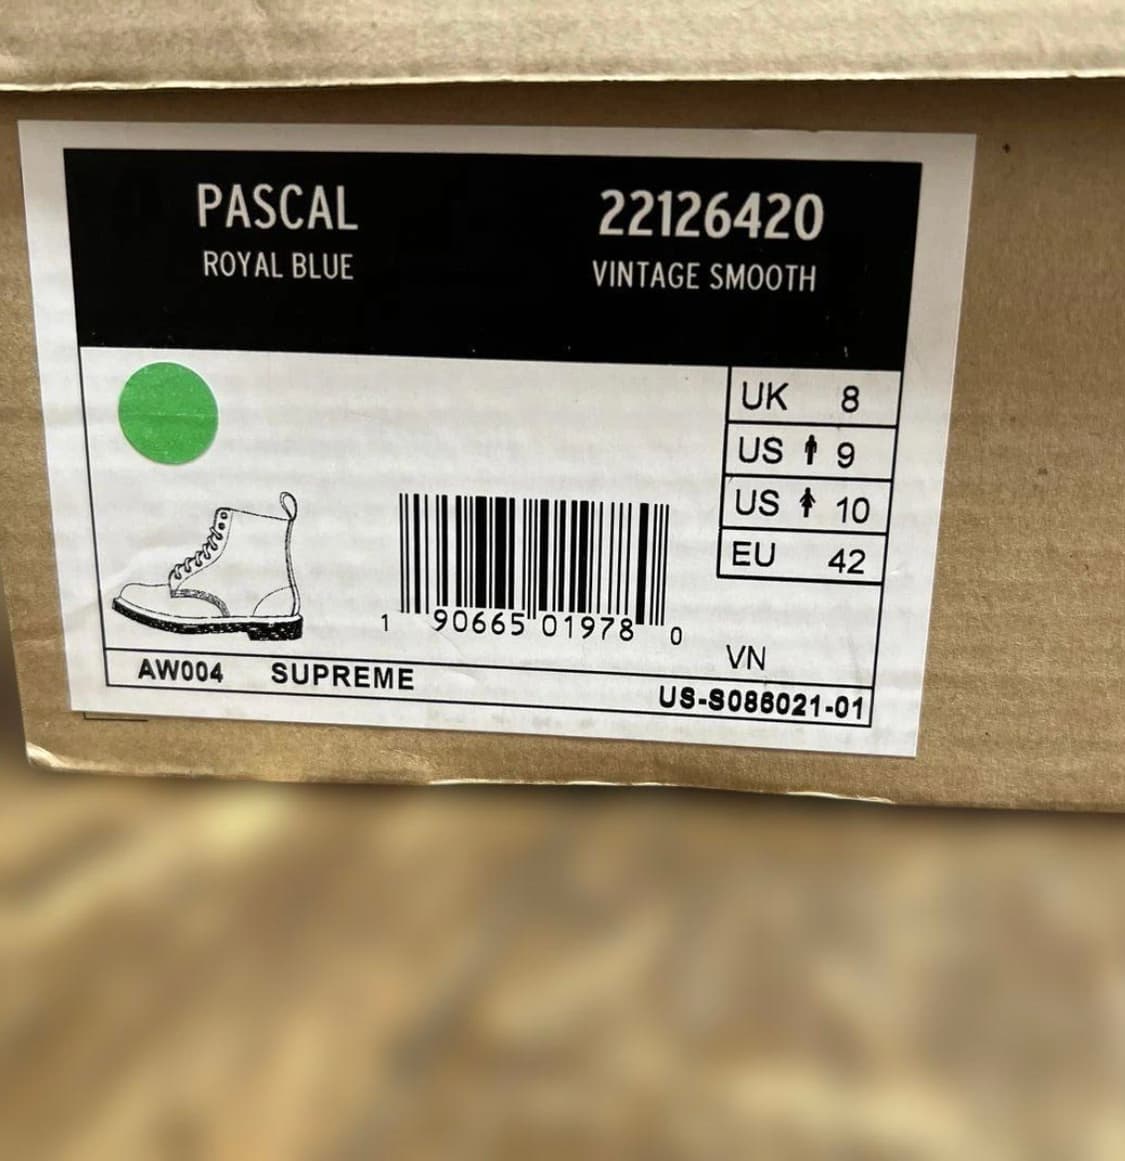 PASCAL
ROYAL BLUE
22126420
VINTAGE SMOOTH
UK 8
US 9
US 10
EU 42
1 90665 01978 0
VN
AW004 SUPREME
US-S086021-01